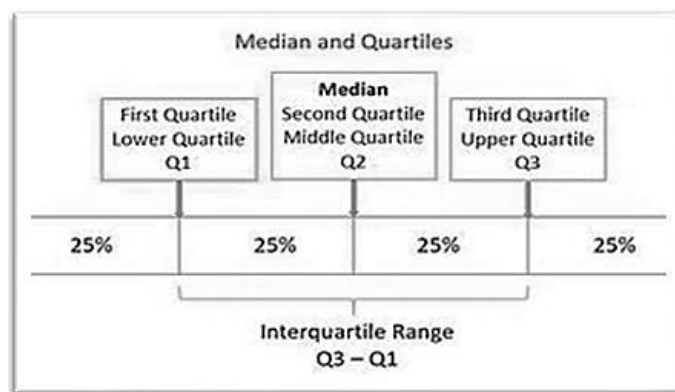 Median and Quartiles
First Quartile
Lower Quartile
Q1
Median
Second Quartile
Middle Quartile
Q2
Third Quartile
Upper Quartile
Q3
25%
25%
25%
25%
Interquartile Range
Q3 – Q1